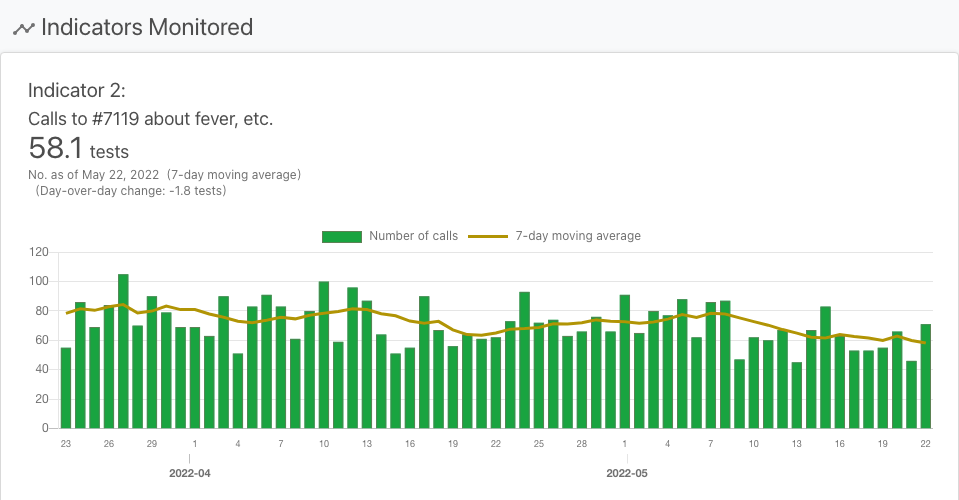 Indicators Monitored
Indicator 2:
Calls to #7119 about fever, etc.
58.1 tests
No. as of May 22, 2022 (7-day moving average)
(Day-over-day change: -1.8 tests)
Number of calls 7-day moving average
120
100
80
60
40
20
0
23 26 29 1 4 7 10 13 16 19 22 25 28 1 4 7 10 13 16 19 22
2022-04 2022-05